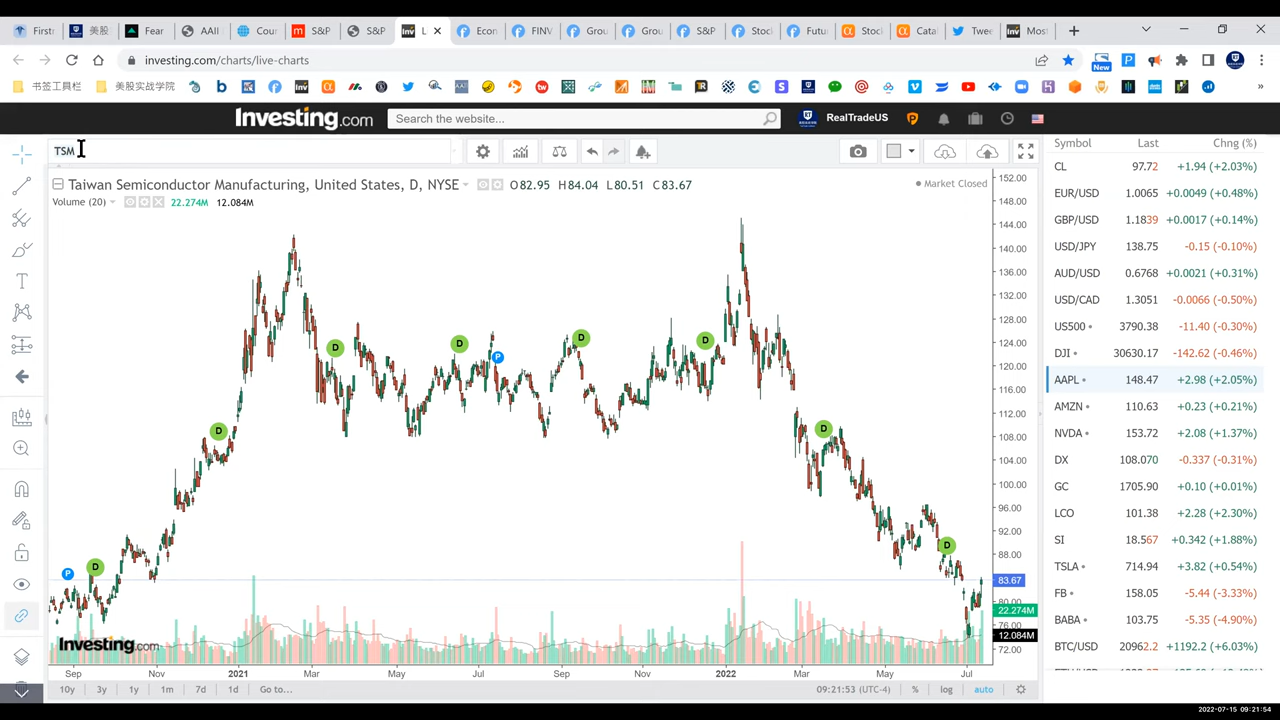 First
美股
Fear
AAII
Cour
S&P
S&P
L
Econ
FINV
Grou
Grou
S&P
Stoc
Futu
Stoc
Cata
Twee
Mos
investing.com/charts/live-charts
New
书签工具栏
美股实战学院
Investing.com
Search the website...
RealTradeUS
TSM
Symbol Last Chng (%)
Taiwan Semiconductor Manufacturing, United States, D, NYSE
O82.95 H84.04 L80.51 C83.67
Market Closed
Volume (20) 22.274M 12.084M
CL 97.72 +1.94 (+2.03%)
EUR/USD 1.0065 +0.0049 (+0.48%)
GBP/USD 1.1839 +0.0017 (+0.14%)
USD/JPY 138.75 -0.15 (-0.10%)
AUD/USD 0.6768 +0.0021 (+0.31%)
USD/CAD 1.3051 -0.0066 (-0.50%)
US500 3790.38 -11.40 (-0.30%)
DJI 30630.17 -142.62 (-0.46%)
AAPL 148.47 +2.98 (+2.05%)
AMZN 110.63 +0.23 (+0.21%)
NVDA 153.72 +2.08 (+1.37%)
DX 108.070 -0.337 (-0.31%)
GC 1705.90 +0.10 (+0.01%)
LCO 101.38 +2.28 (+2.30%)
SI 18.567 +0.342 (+1.88%)
TSLA 714.94 +3.82 (+0.54%)
FB 158.05 -5.44 (-3.33%)
BABA 103.75 -5.35 (-4.90%)
BTC/USD 20962.2 +1192.2 (+6.03%)
152.00
148.00
144.00
140.00
136.00
132.00
128.00
124.00
120.00
116.00
112.00
108.00
104.00
100.00
96.00
92.00
88.00
83.67
80.00
22.274M
76.00
12.084M
72.00
D
D
D
D
D
D
D
D
P
P
Investing.com
Sep Nov 2021 Mar May Jul Sep Nov 2022 Mar May Jul
10y 3y 1y 1m 7d 1d Go to...
09:21:53 (UTC-4) % log auto
2022-07-15 09:21:54